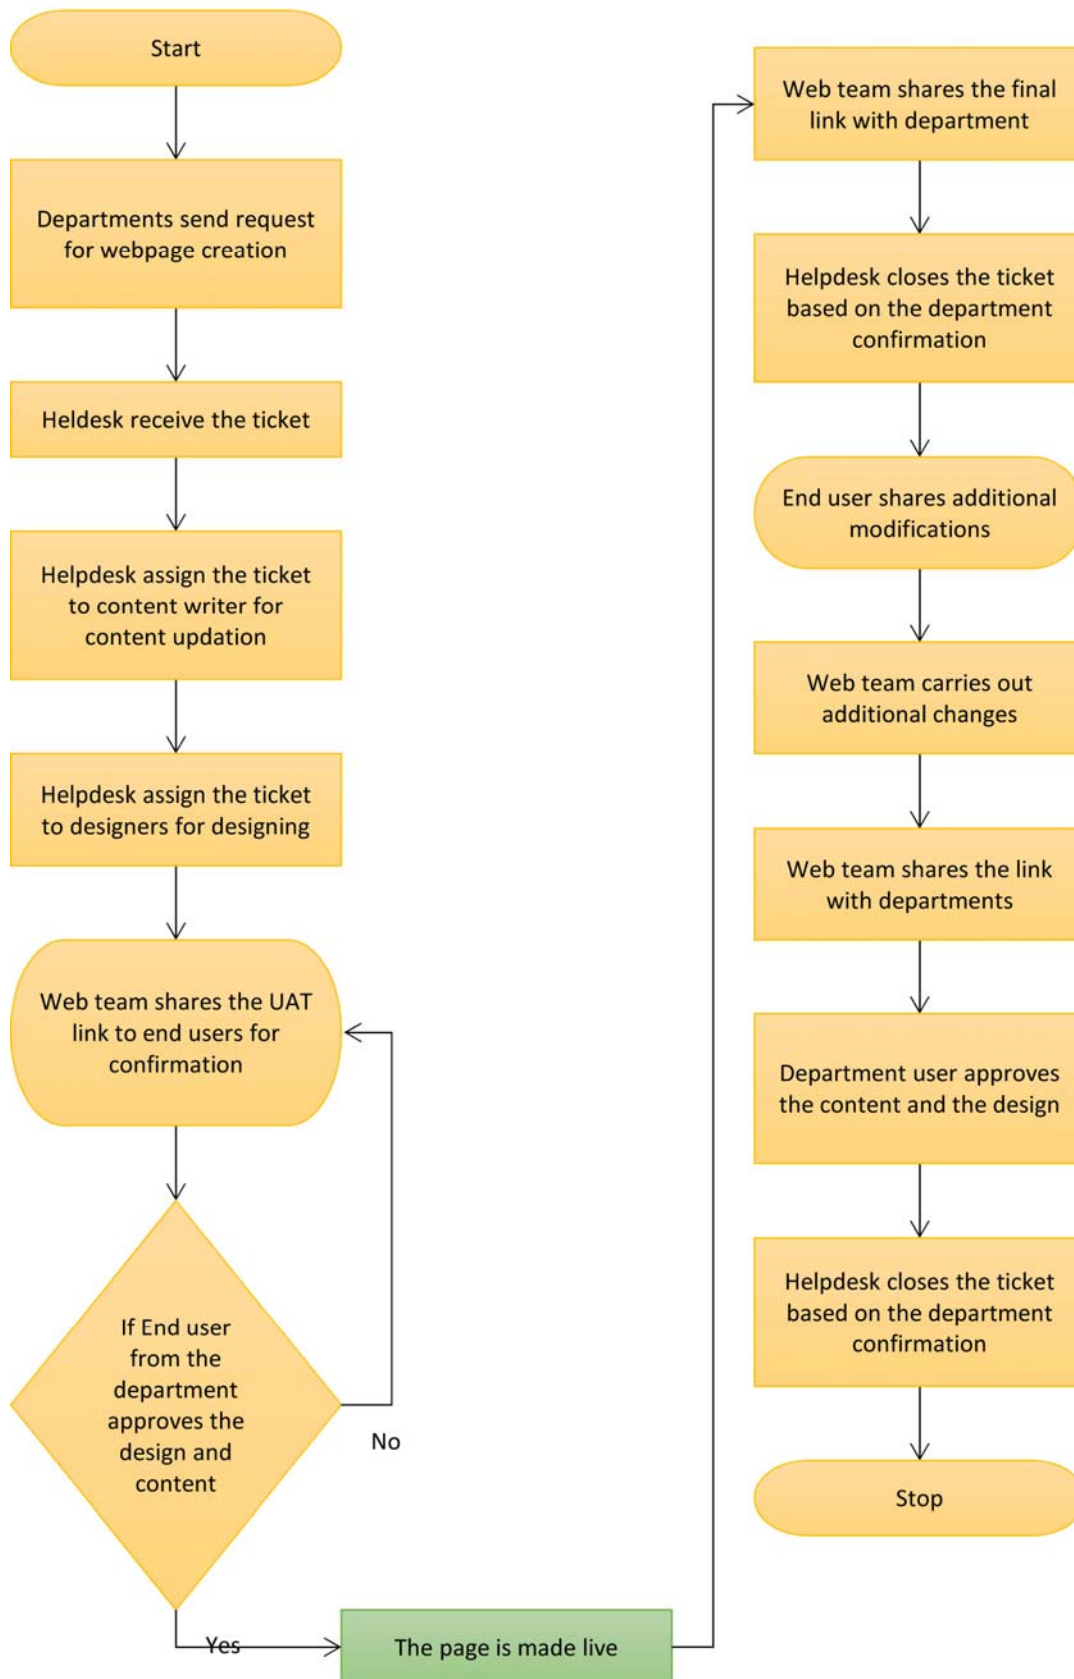 Start
Departments send request
for webpage creation
Heldesk receive the ticket
Helpdesk assign the ticket
to content writer for
content updation
Helpdesk assign the ticket
to designers for designing
Web team shares the UAT
link to end users for
confirmation
If End user
from the
department
approves the
design and
content
No
Yes
The page is made live
Web team shares the final
link with department
Helpdesk closes the ticket
based on the department
confirmation
End user shares additional
modifications
Web team carries out
additional changes
Web team shares the link
with departments
Department user approves
the content and the design
Helpdesk closes the ticket
based on the department
confirmation
Stop